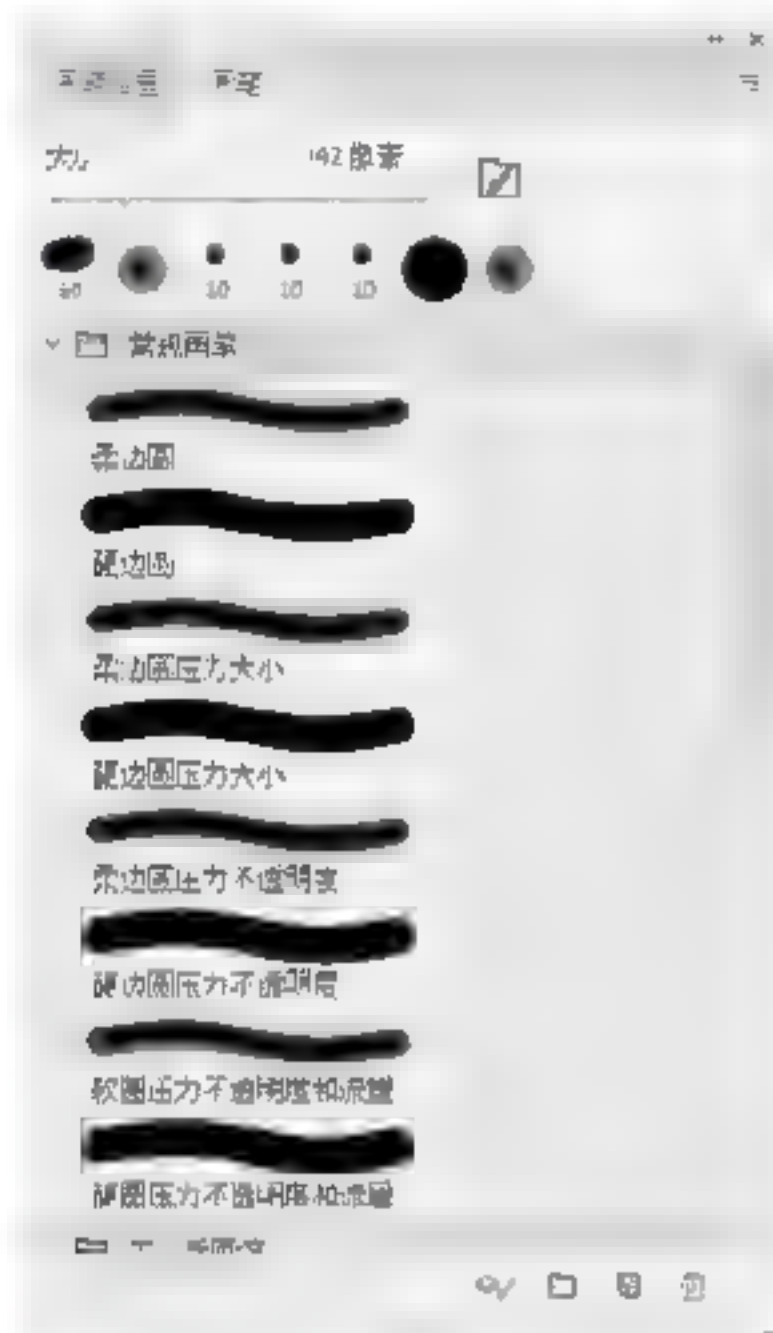 画笔设置 画笔
大小 142 像素
10 10 10
常规画笔
柔边圆
硬边圆
柔边圆压力大小
硬边圆压力大小
柔边圆压力不透明度
硬边圆压力不透明度
软圆压力不透明度和流量
硬圆压力不透明度和流量